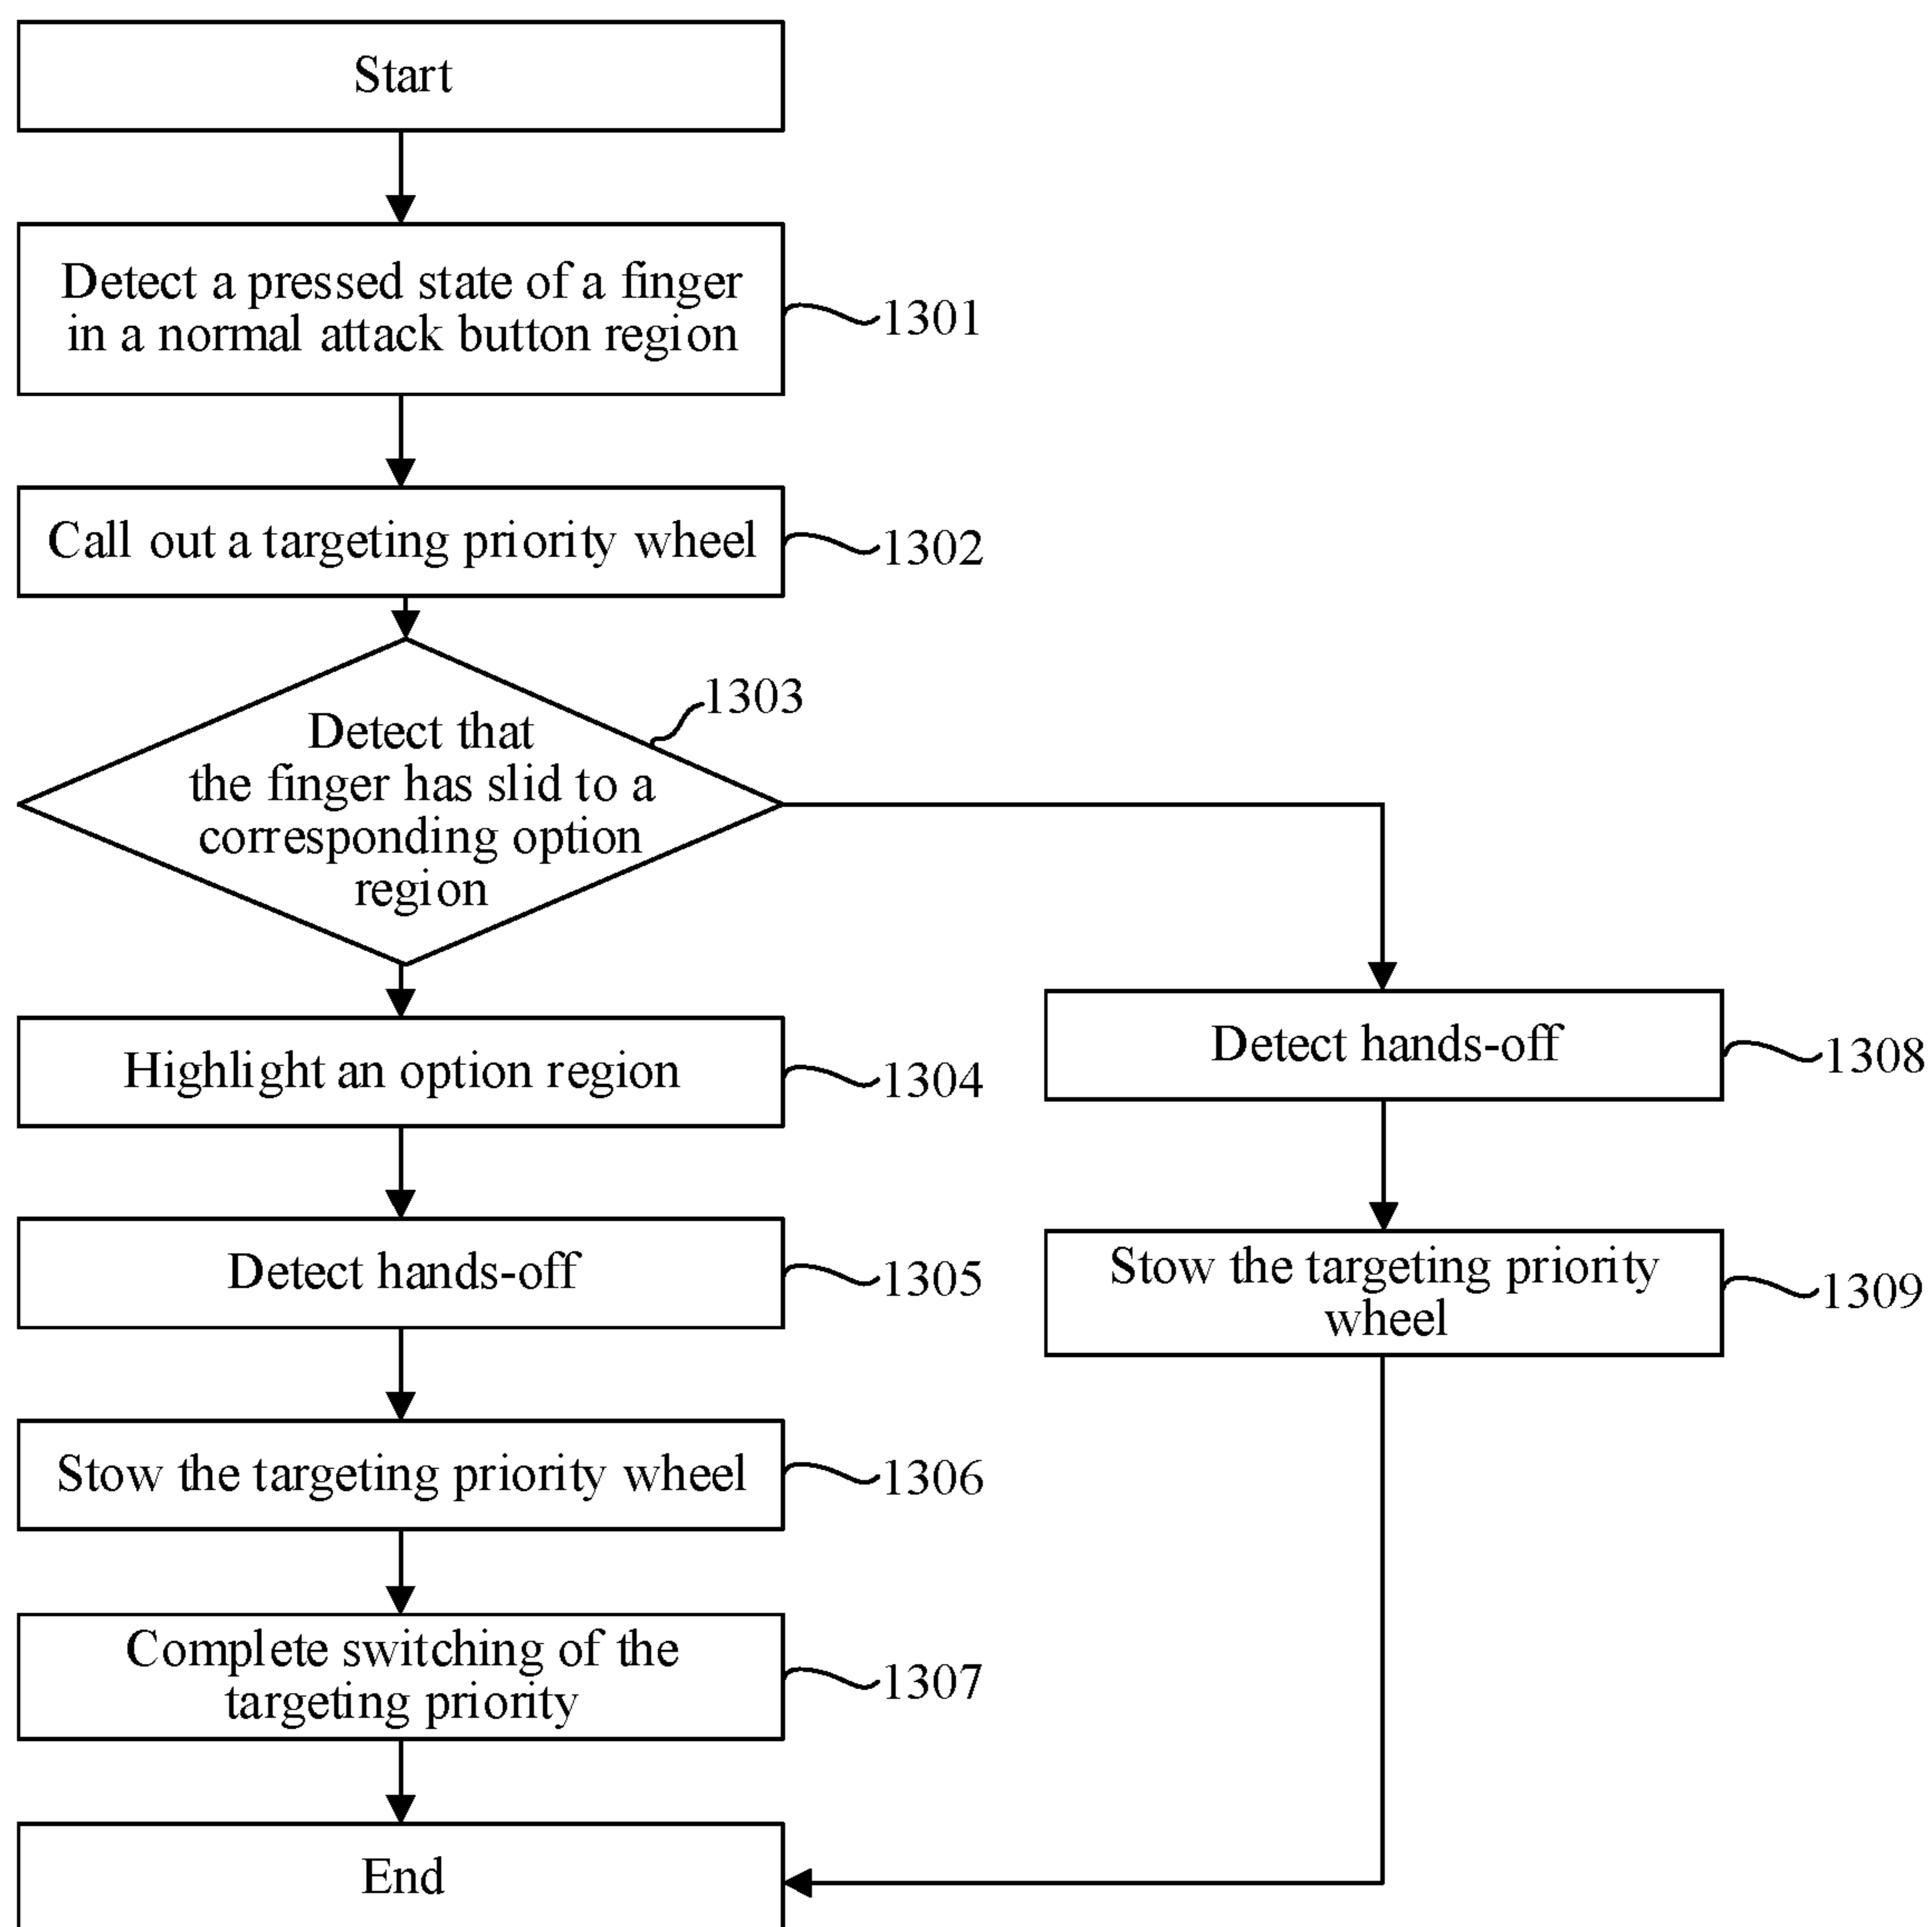 Start
Detect a pressed state of a finger
in a normal attack button region
1301
Call out a targeting priority wheel
1302
1303
Detect that
the finger has slid to a
corresponding option
region
Highlight an option region
1304
Detect hands-off
1305
Stow the targeting priority wheel
1306
Complete switching of the
targeting priority
1307
Detect hands-off
1308
Stow the targeting priority
wheel
1309
End